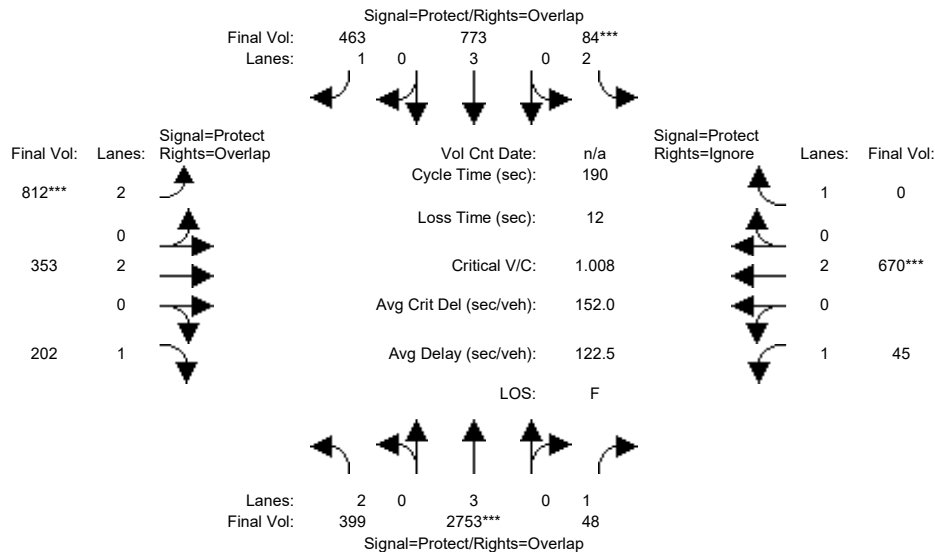 Signal=Protect/Rights=Overlap
Final Vol: 463 773 84***
Lanes: 1 0 3 0 2
Signal=Protect
Final Vol: Lanes: Rights=Overlap
Vol Cnt Date: n/a
Signal=Protect
Rights=Ignore Lanes: Final Vol:
Cycle Time (sec): 190
812*** 2
1 0
Loss Time (sec): 12
0
0
353 2
Critical V/C: 1.008
2 670***
0
Avg Crit Del (sec/veh): 152.0
0
202 1
Avg Delay (sec/veh): 122.5
1 45
LOS: F
Lanes: 2 0 3 0 1
Final Vol: 399 2753*** 48
Signal=Protect/Rights=Overlap